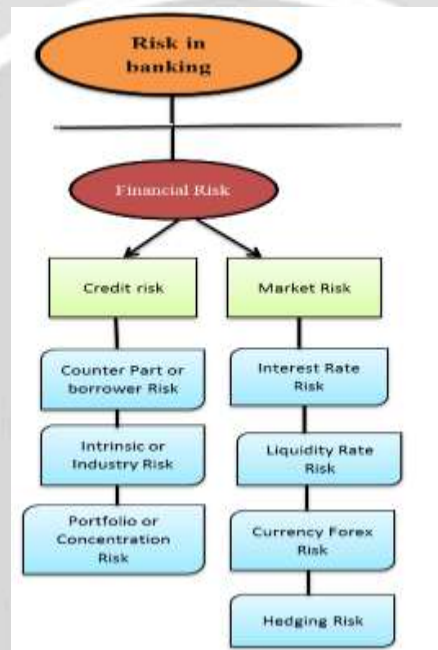 Risk in
banking
Financial Risk
Credit risk
Market Risk
Counter Part or
borrower Risk
Interest Rate
Risk
Intrinsic or
Industry Risk
Liquidity Rate
Risk
Portfolio or
Concentration
Risk
Currency Forex
Risk
Hedging Risk